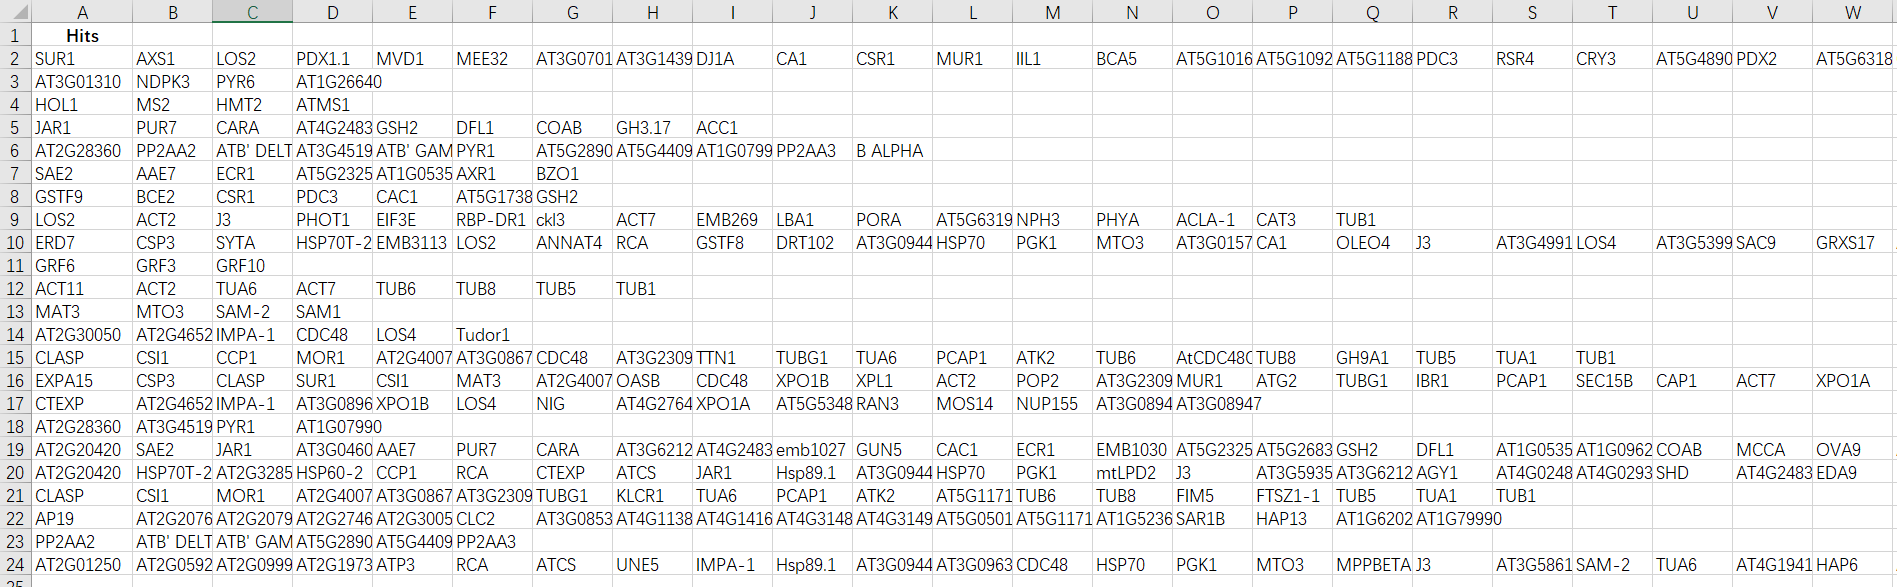 A B C D E F G H I J K L M N O P Q R S T U V W
1 Hits
2 SUR1 AXS1 LOS2 PDX1.1 MVD1 MEE32 AT3G0701 AT3G1439 DJ1A CA1 CSR1 MUR1 IIL1 BCA5 AT5G1016 AT5G1092 AT5G1188 PDC3 RSR4 CRY3 AT5G4890 PDX2 AT5G6318
3 AT3G01310 NDPK3 PYR6 AT1G26640
4 HOL1 MS2 HMT2 ATMS1
5 JAR1 PUR7 CARA AT4G2483 GSH2 DFL1 COAB GH3.17 ACC1
6 AT2G28360 PP2AA2 ATB' DELT AT3G4519 ATB' GAM PYR1 AT5G2890 AT5G4409 AT1G0799 PP2AA3 B ALPHA
7 SAE2 AAE7 ECR1 AT5G2325 AT1G0535 AXR1 BZO1
8 GSTF9 BCE2 CSR1 PDC3 CAC1 AT5G1738 GSH2
9 LOS2 ACT2 J3 PHOT1 EIF3E RBP-DR1 ckl3 ACT7 EMB269 LBA1 PORA AT5G6319 NPH3 PHYA ACLA-1 CAT3 TUB1
10 ERD7 CSP3 SYTA HSP70T-2 EMB3113 LOS2 ANNAT4 RCA GSTF8 DRT102 AT3G0944 HSP70 PGK1 MTO3 AT3G0157 CA1 OLEO4 J3 AT3G4991 LOS4 AT3G5399 SAC9 GRXS17
11 GRF6 GRF3 GRF10
12 ACT11 ACT2 TUA6 ACT7 TUB6 TUB8 TUB5 TUB1
13 MAT3 MTO3 SAM-2 SAM1
14 AT2G30050 AT2G4652 IMPA-1 CDC48 LOS4 Tudor1
15 CLASP CSI1 CCP1 MOR1 AT2G4007 AT3G0867 CDC48 AT3G2309 TTN1 TUBG1 TUA6 PCAP1 ATK2 TUB6 AtCDC48C TUB8 GH9A1 TUB5 TUA1 TUB1
16 EXPA15 CSP3 CLASP SUR1 CSI1 MAT3 AT2G4007 OASB CDC48 XPO1B XPL1 ACT2 POP2 AT3G2309 MUR1 ATG2 TUBG1 IBR1 PCAP1 SEC15B CAP1 ACT7 XPO1A
17 CTEXP AT2G4652 IMPA-1 AT3G0896 XPO1B LOS4 NIG AT4G2764 XPO1A AT5G5348 RAN3 MOS14 NUP155 AT3G0894 AT3G08947
18 AT2G28360 AT3G4519 PYR1 AT1G07990
19 AT2G20420 SAE2 JAR1 AT3G0460 AAE7 PUR7 CARA AT3G6212 AT4G2483 emb1027 GUN5 CAC1 ECR1 EMB1030 AT5G2325 AT5G2683 GSH2 DFL1 AT1G0535 AT1G0962 COAB MCCA OVA9
20 AT2G20420 HSP70T-2 AT2G3285 HSP60-2 CCP1 RCA CTEXP ATCS JAR1 Hsp89.1 AT3G0944 HSP70 PGK1 mtLPD2 J3 AT3G5935 AT3G6212 AGY1 AT4G0248 AT4G0293 SHD AT4G2483 EDA9
21 CLASP CSI1 MOR1 AT2G4007 AT3G0867 AT3G2309 TUBG1 KLCR1 TUA6 PCAP1 ATK2 AT5G1171 TUB6 TUB8 FIM5 FTSZ1-1 TUB5 TUA1 TUB1
22 AP19 AT2G2076 AT2G2079 AT2G2746 AT2G3005 CLC2 AT3G0853 AT4G1138 AT4G1416 AT4G3148 AT4G3149 AT5G0501 AT5G1171 AT1G5236 SAR1B HAP13 AT1G6202 AT1G79990
23 PP2AA2 ATB' DELT ATB' GAM AT5G2890 AT5G4409 PP2AA3
24 AT2G01250 AT2G0592 AT2G0999 AT2G1973 ATP3 RCA ATCS UNE5 IMPA-1 Hsp89.1 AT3G0944 AT3G0963 CDC48 HSP70 PGK1 MTO3 MPPBETA J3 AT3G5861 SAM-2 TUA6 AT4G1941 HAP6